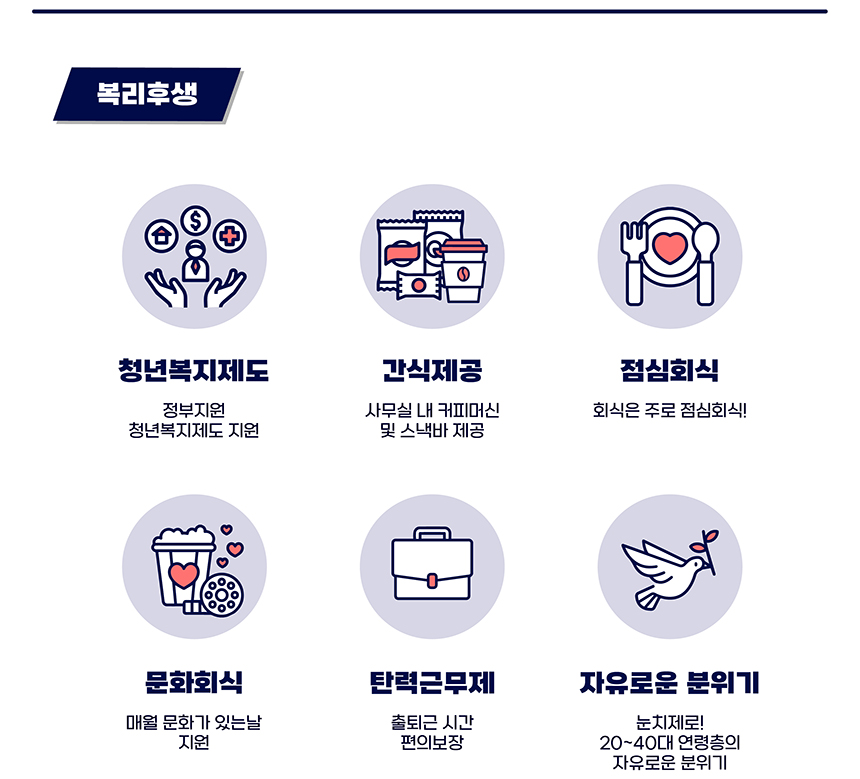 복리후생
청년복지제도
정부지원
청년복지제도 지원
간식제공
사무실 내 커피머신
및 스낵바 제공
점심회식
회식은 주로 점심회식!
문화회식
매월 문화가 있는날
지원
탄력근무제
출퇴근 시간
편의보장
자유로운 분위기
눈치제로!
20~40대 연령층의
자유로운 분위기